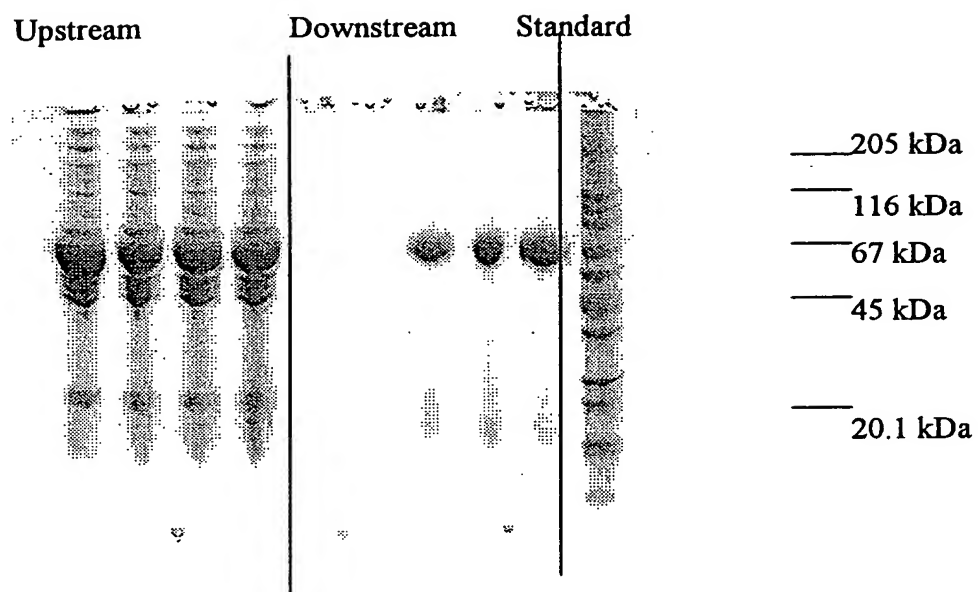 Upstream Downstream Standard
205 kDa
116 kDa
67 kDa
45 kDa
20.1 kDa